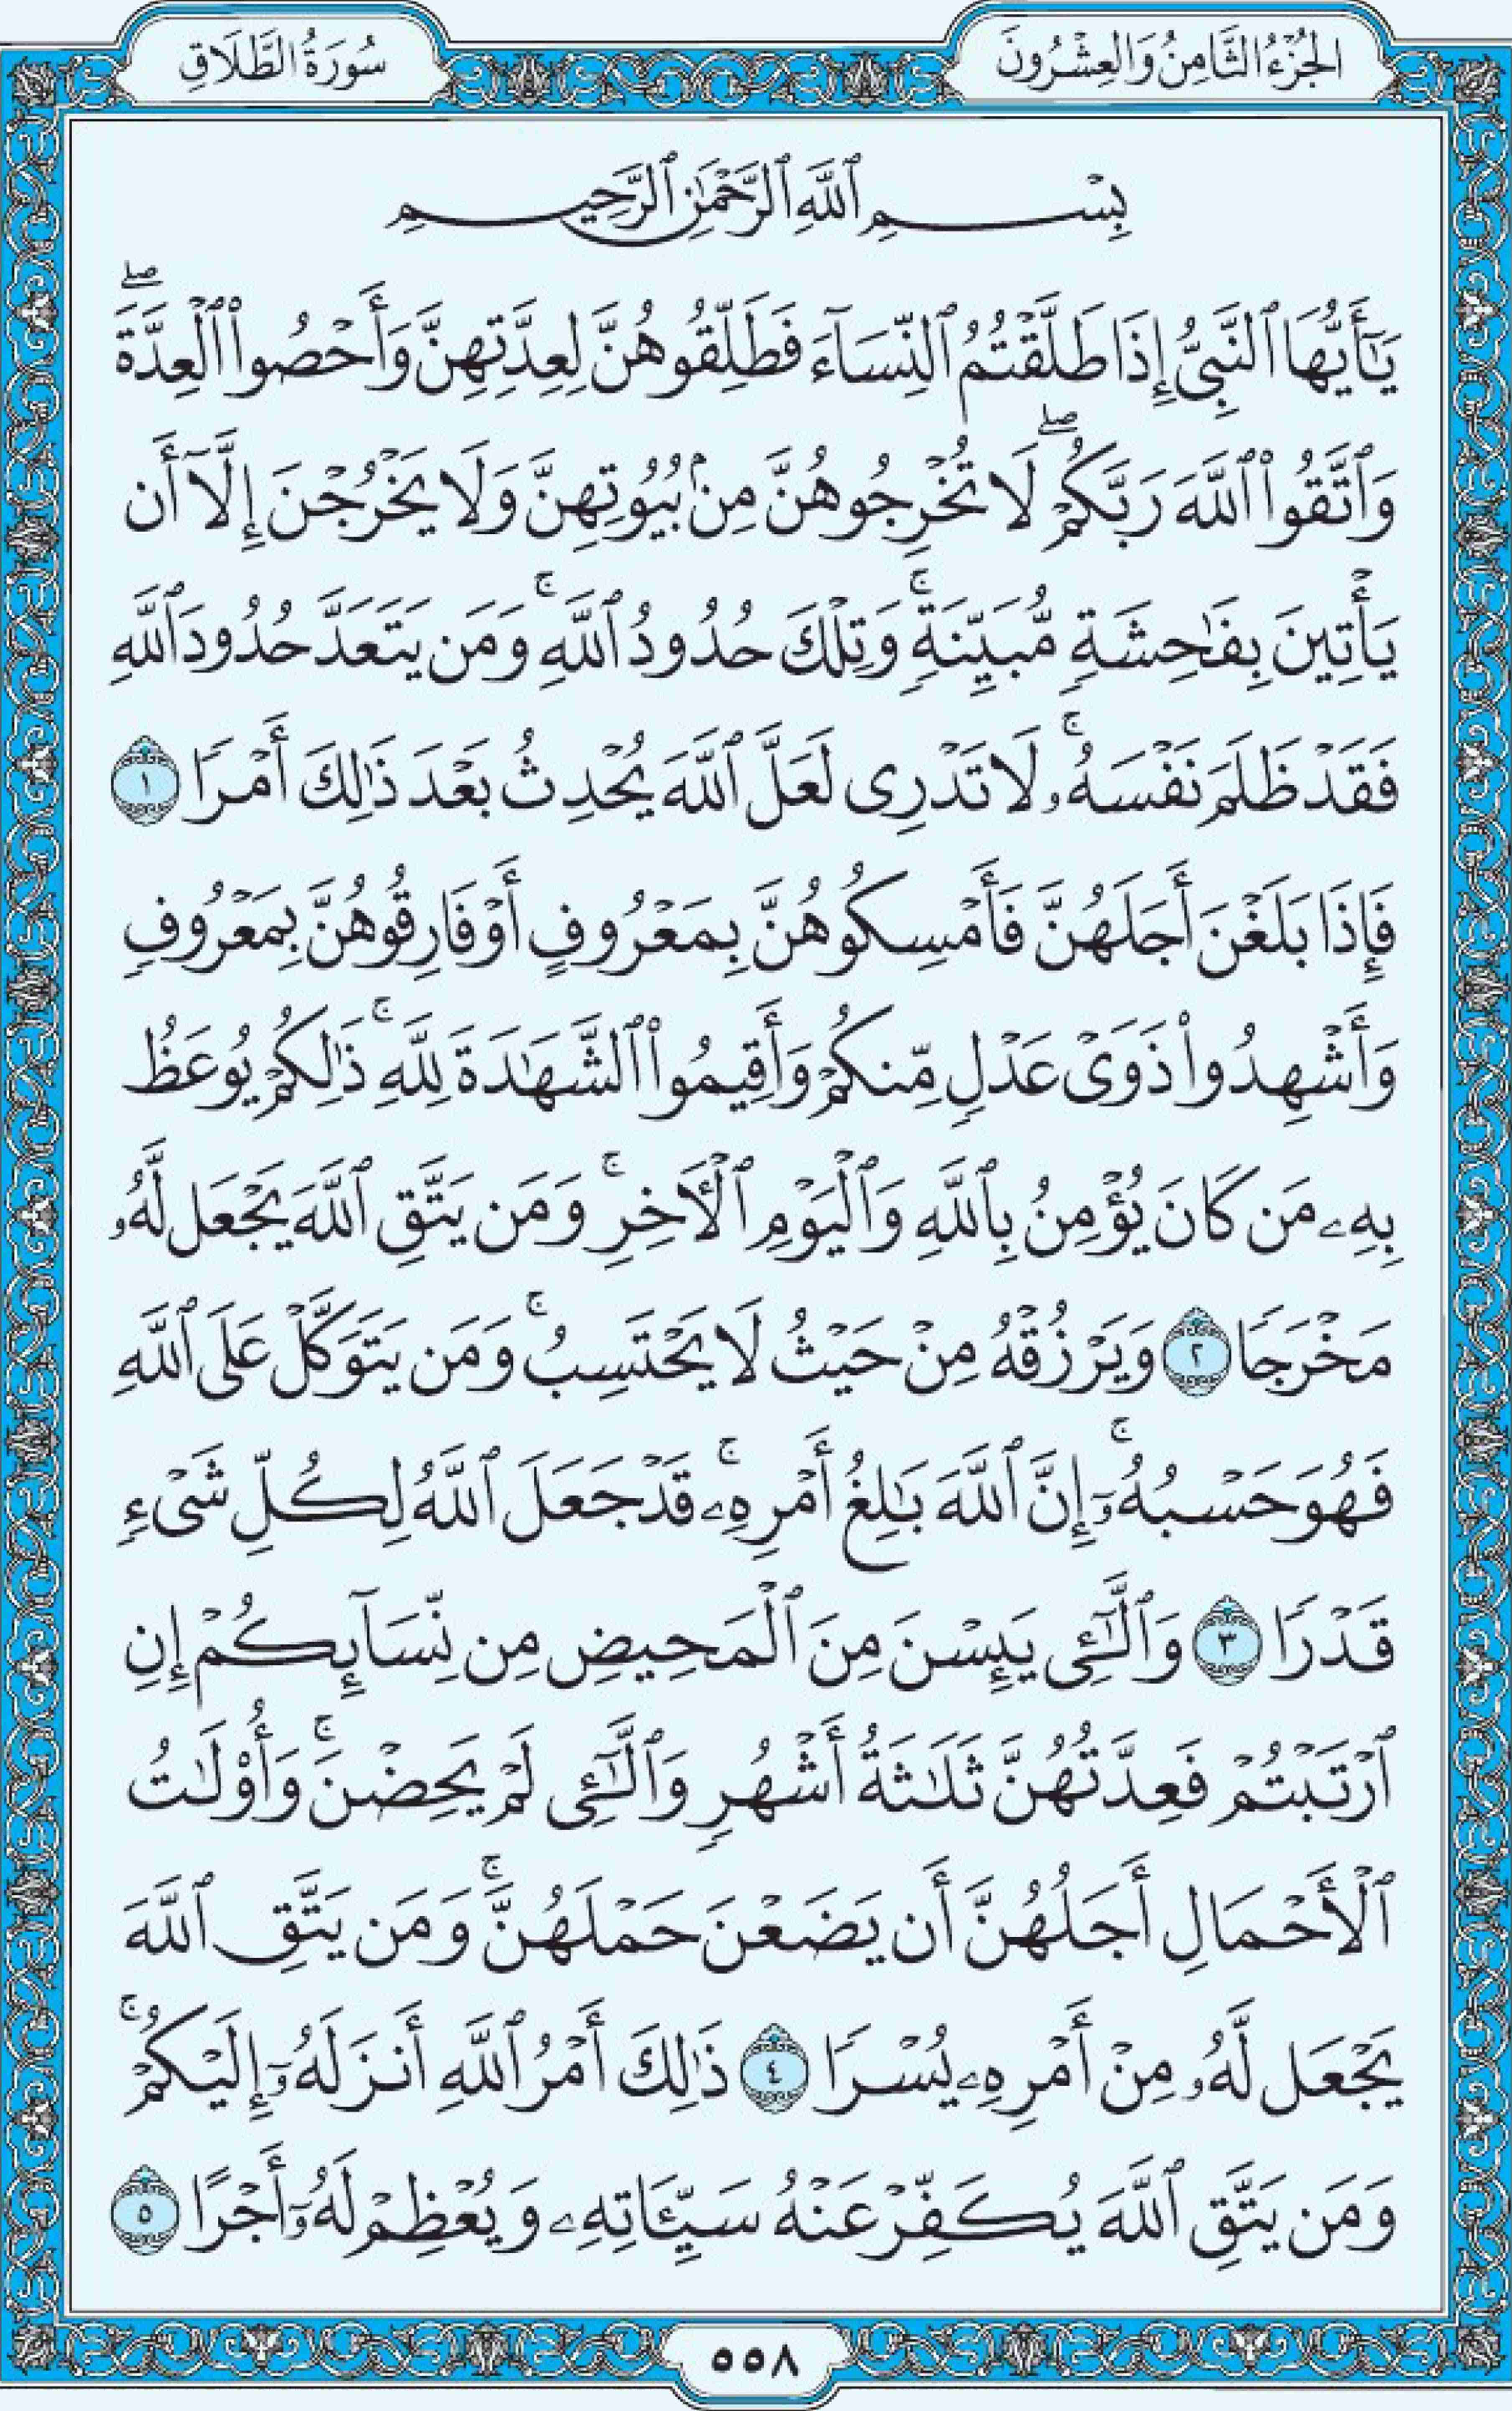 الجُزْءُ الثَّامِنُ وَالعِشْرُونَ
سُورَةُ الطَّلَاقِ
بِسْمِ ٱللَّهِ ٱلرَّحْمَٰنِ ٱلرَّحِيمِ
يَٰٓأَيُّهَا ٱلنَّبِىُّ إِذَا طَلَّقْتُمُ ٱلنِّسَآءَ فَطَلِّقُوهُنَّ لِعِدَّتِهِنَّ وَأَحْصُوا۟ ٱلْعِدَّةَ ۖ
وَٱتَّقُوا۟ ٱللَّهَ رَبَّكُمْ ۖ لَا تُخْرِجُوهُنَّ مِنۢ بُيُوتِهِنَّ وَلَا يَخْرُجْنَ إِلَّآ أَن
يَأْتِينَ بِفَٰحِشَةٍ مُّبَيِّنَةٍ ۚ وَتِلْكَ حُدُودُ ٱللَّهِ ۚ وَمَن يَتَعَدَّ حُدُودَ ٱللَّهِ
فَقَدْ ظَلَمَ نَفْسَهُۥ ۚ لَا تَدْرِى لَعَلَّ ٱللَّهَ يُحْدِثُ بَعْدَ ذَٰلِكَ أَمْرًا ١
فَإِذَا بَلَغْنَ أَجَلَهُنَّ فَأَمْسِكُوهُنَّ بِمَعْرُوفٍ أَوْ فَارِقُوهُنَّ بِمَعْرُوفٍ
وَأَشْهِدُوا۟ ذَوَىْ عَدْلٍ مِّنكُمْ وَأَقِيمُوا۟ ٱلشَّهَٰدَةَ لِلَّهِ ۚ ذَٰلِكُمْ يُوعَظُ
بِهِۦ مَن كَانَ يُؤْمِنُ بِٱللَّهِ وَٱلْيَوْمِ ٱلْءَاخِرِ ۚ وَمَن يَتَّقِ ٱللَّهَ يَجْعَل لَّهُۥ
مَخْرَجًا ٢ وَيَرْزُقْهُ مِنْ حَيْثُ لَا يَحْتَسِبُ ۚ وَمَن يَتَوَكَّلْ عَلَى ٱللَّهِ
فَهُوَ حَسْبُهُۥٓ ۚ إِنَّ ٱللَّهَ بَٰلِغُ أَمْرِهِۦ ۚ قَدْ جَعَلَ ٱللَّهُ لِكُلِّ شَىْءٍ
قَدْرًا ٣ وَٱلَّٰٓـِٔى يَئِسْنَ مِنَ ٱلْمَحِيضِ مِن نِّسَآئِكُمْ إِنِ
ٱرْتَبْتُمْ فَعِدَّتُهُنَّ ثَلَٰثَةُ أَشْهُرٍ وَٱلَّٰٓـِٔى لَمْ يَحِضْنَ ۚ وَأُو۟لَٰتُ
ٱلْأَحْمَالِ أَجَلُهُنَّ أَن يَضَعْنَ حَمْلَهُنَّ ۚ وَمَن يَتَّقِ ٱللَّهَ
يَجْعَل لَّهُۥ مِنْ أَمْرِهِۦ يُسْرًا ٤ ذَٰلِكَ أَمْرُ ٱللَّهِ أَنزَلَهُۥٓ إِلَيْكُمْ ۚ
وَمَن يَتَّقِ ٱللَّهَ يُكَفِّرْ عَنْهُ سَيِّـَٔاتِهِۦ وَيُعْظِمْ لَهُۥٓ أَجْرًا ٥
٥٥٨